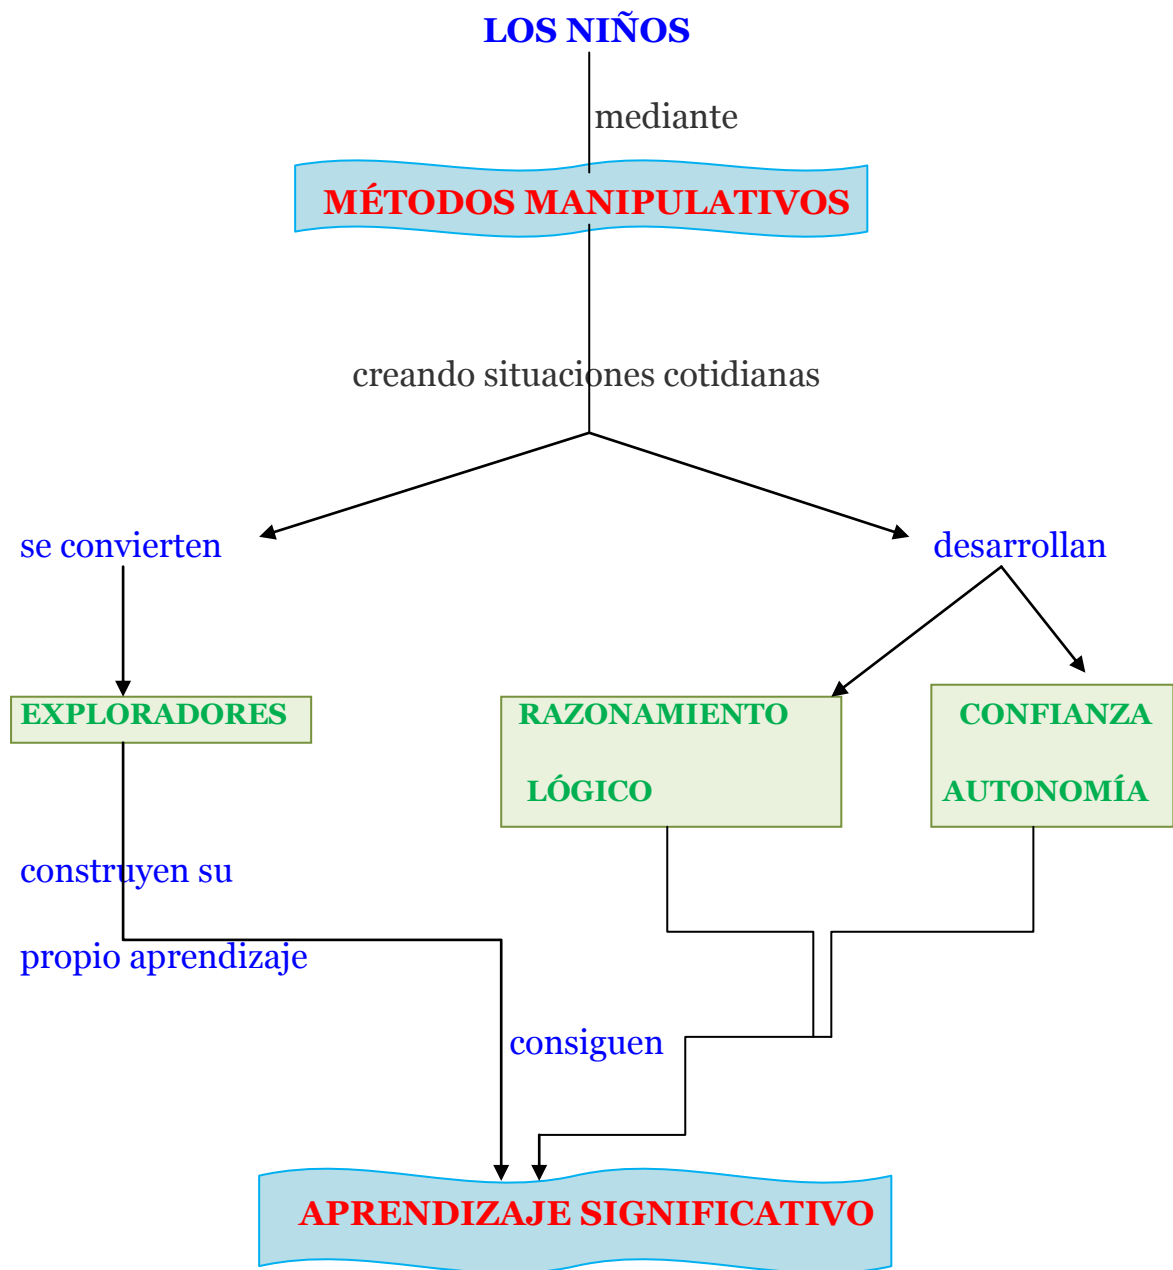 LOS NIÑOS
mediante
MÉTODOS MANIPULATIVOS
creando situaciones cotidianas
se convierten
desarrollan
EXPLORADORES
RAZONAMIENTO
LÓGICO
CONFIANZA
AUTONOMÍA
construyen su
propio aprendizaje
consiguen
APRENDIZAJE SIGNIFICATIVO